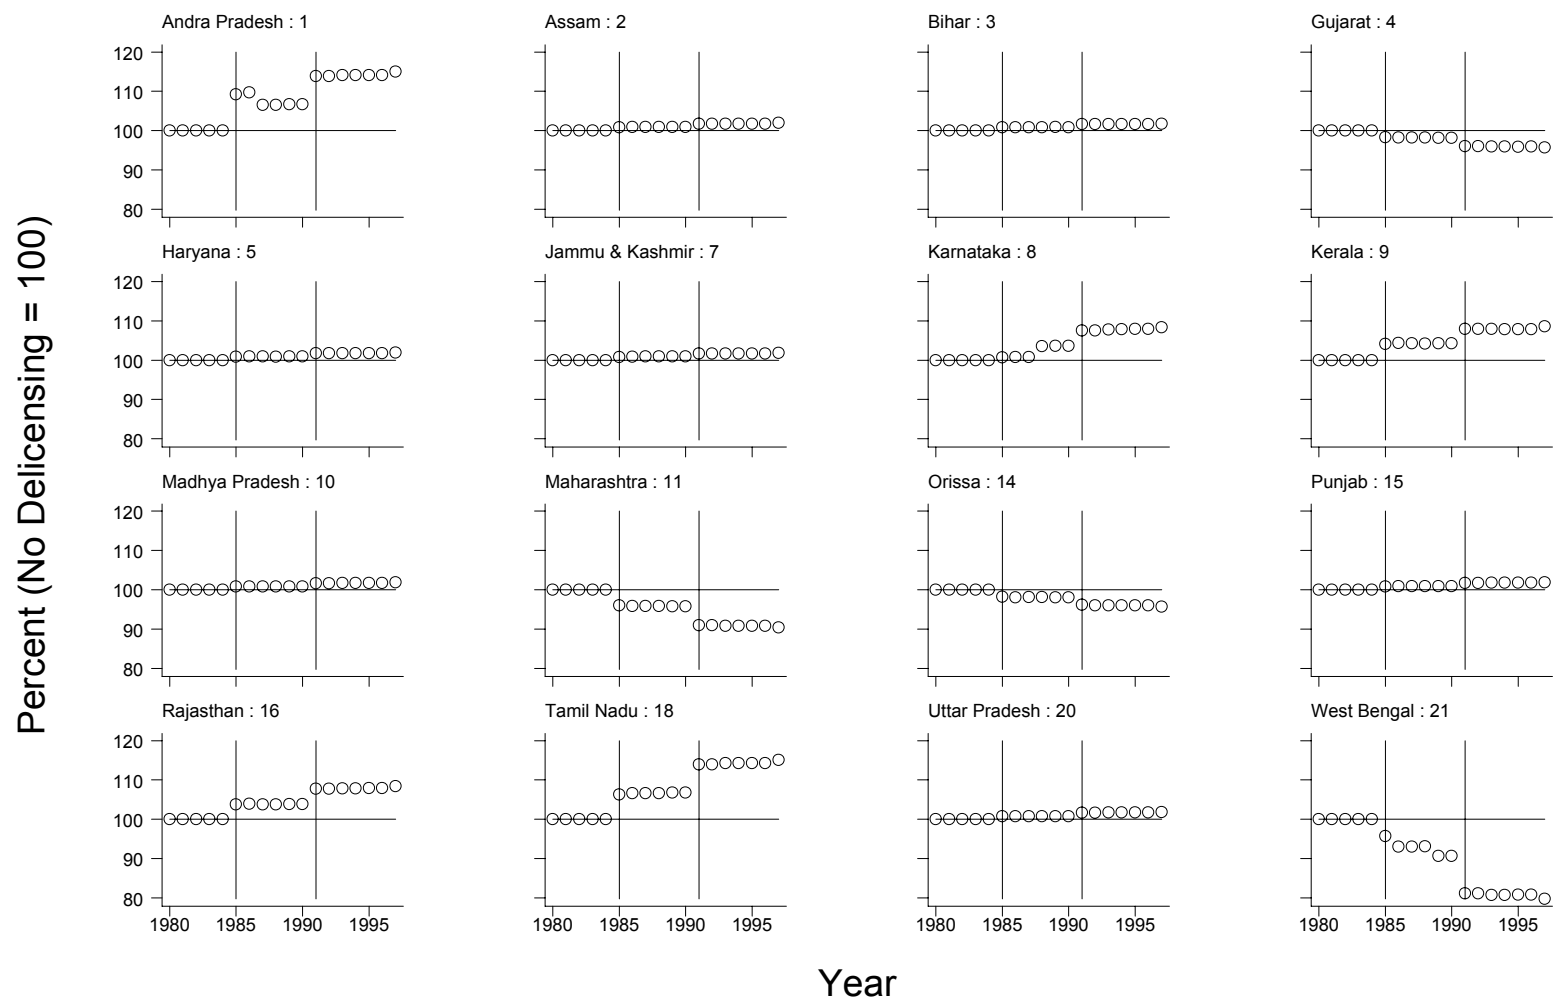 Andra Pradesh : 1
Assam : 2
Bihar : 3
Gujarat : 4
120
110
100
90
80
Haryana : 5
Jammu & Kashmir : 7
Karnataka : 8
Kerala : 9
120
110
100
90
80
Madhya Pradesh : 10
Maharashtra : 11
Orissa : 14
Punjab : 15
120
110
100
90
80
Rajasthan : 16
Tamil Nadu : 18
Uttar Pradesh : 20
West Bengal : 21
120
110
100
90
80
1980 1985 1990 1995
1980 1985 1990 1995
1980 1985 1990 1995
1980 1985 1990 1995
Percent (No Delicensing = 100)
Year